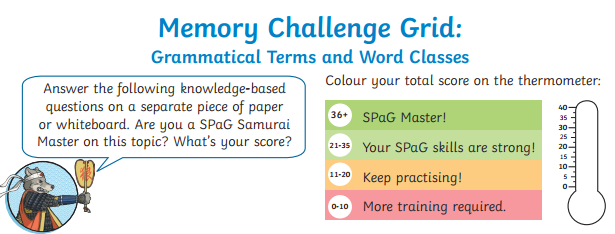 Memory Challenge Grid:
Grammatical Terms and Word Classes
Answer the following knowledge-based
questions on a separate piece of paper
or whiteboard. Are you a SPaG Samurai
Master on this topic? What's your score?
Colour your total score on the thermometer:
36+ SPaG Master!
21-35 Your SPaG skills are strong!
11-20 Keep practising!
0-10 More training required.
40
35
30
25
20
15
10
5
0